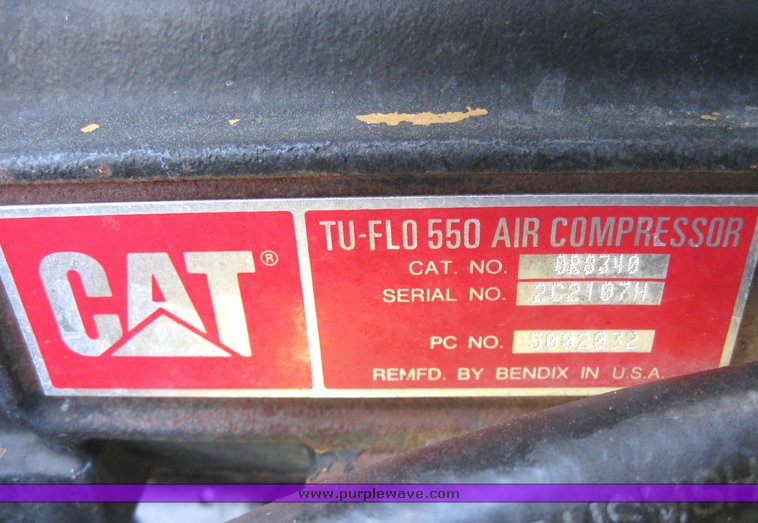 CAT®
TU-FLO 550 AIR COMPRESSOR
CAT. NO. 0R8340
SERIAL NO. 2C2107H
PC NO. 5002032
REMFD. BY BENDIX IN U.S.A.
www.purplewave.com